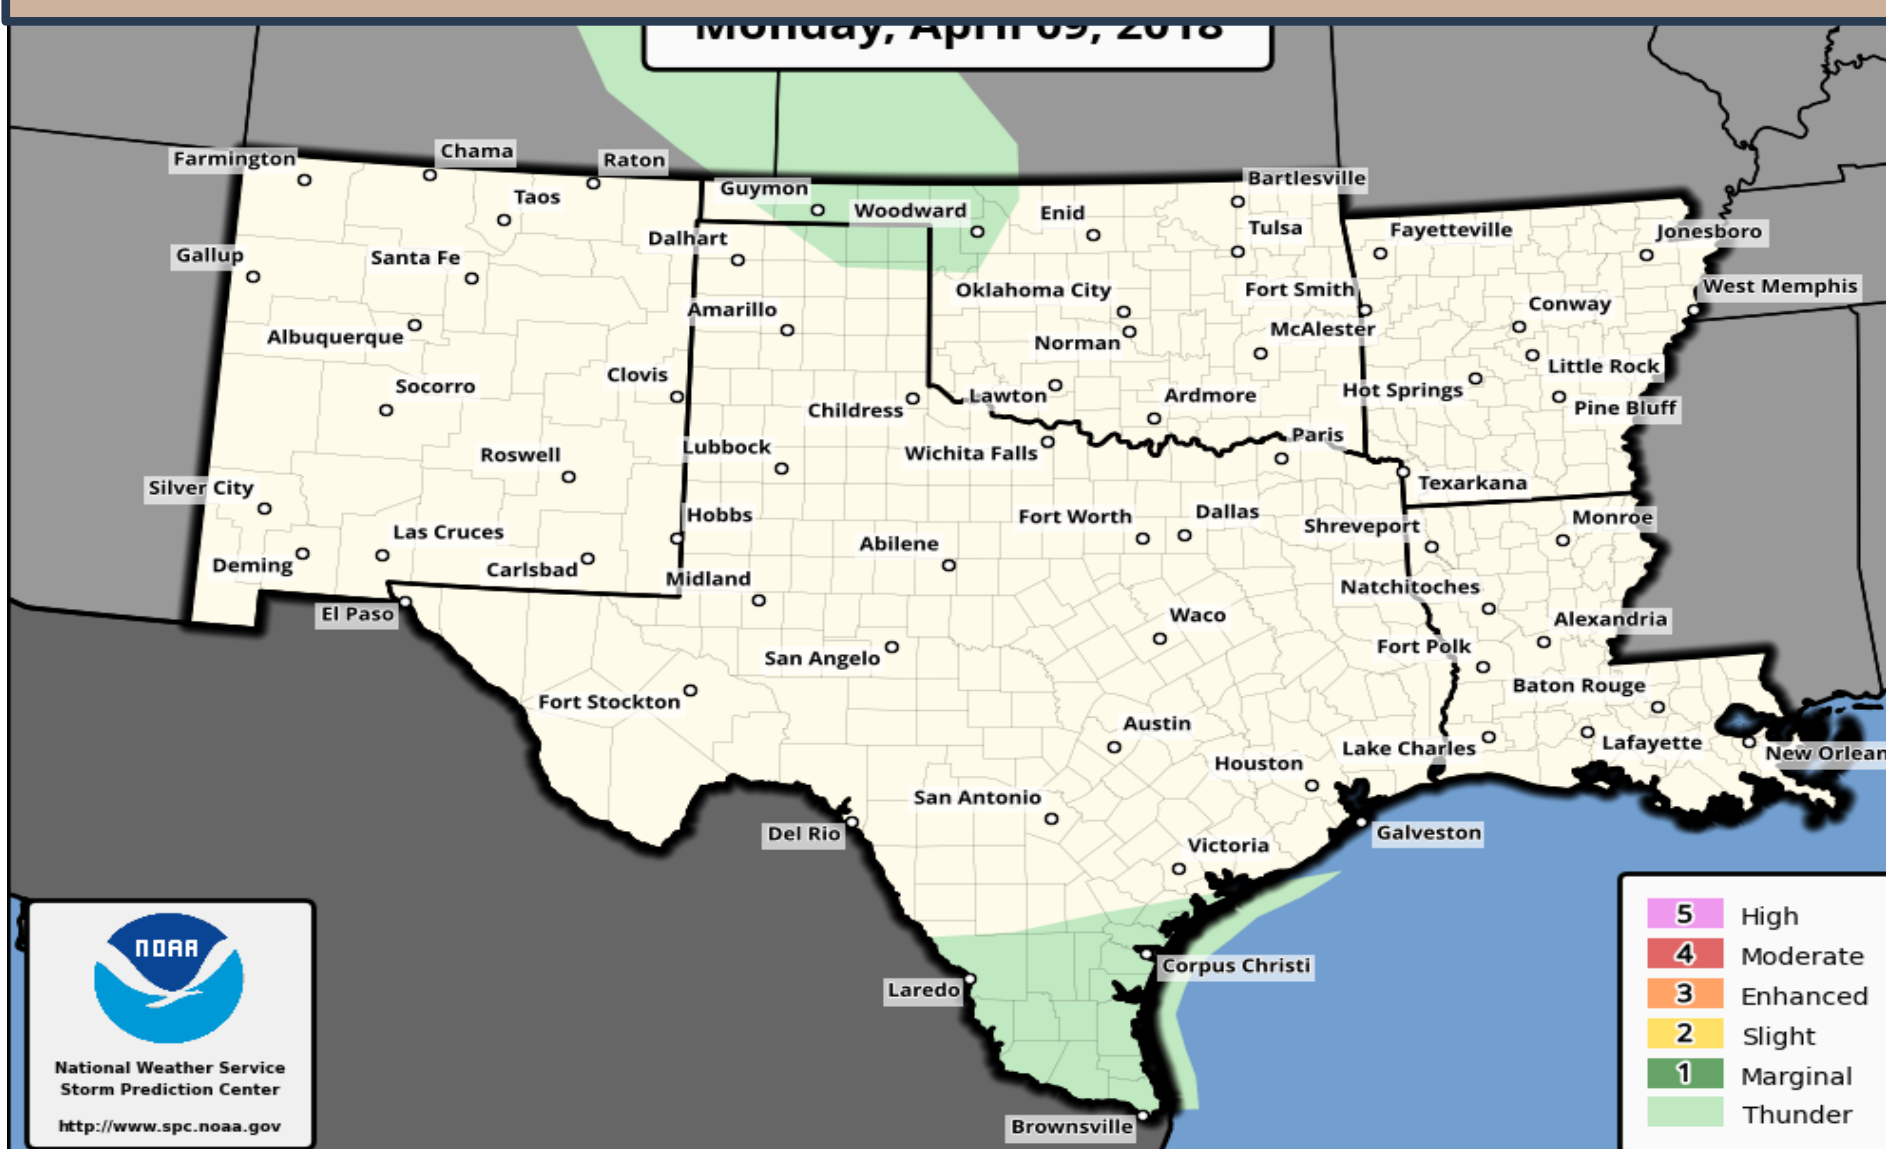 Monday, April 09, 2018
Farmington
Chama
Raton
Taos
Guymon
Woodward
Enid
Bartlesville
Tulsa
Fayetteville
Jonesboro
Gallup
Santa Fe
Dalhart
Oklahoma City
Fort Smith
West Memphis
Albuquerque
Amarillo
Norman
McAlester
Conway
Socorro
Clovis
Childress
Lawton
Ardmore
Hot Springs
Little Rock
Pine Bluff
Roswell
Lubbock
Wichita Falls
Paris
Texarkana
Silver City
Las Cruces
Hobbs
Abilene
Fort Worth
Dallas
Shreveport
Monroe
Deming
Carlsbad
Midland
Natchitoches
El Paso
San Angelo
Waco
Fort Polk
Alexandria
Fort Stockton
Austin
Baton Rouge
Houston
Lake Charles
Lafayette
New Orlean
Del Rio
San Antonio
Victoria
Galveston
Laredo
Corpus Christi
Brownsville
NOAA
National Weather Service
Storm Prediction Center
http://www.spc.noaa.gov
5 High
4 Moderate
3 Enhanced
2 Slight
1 Marginal
Thunder